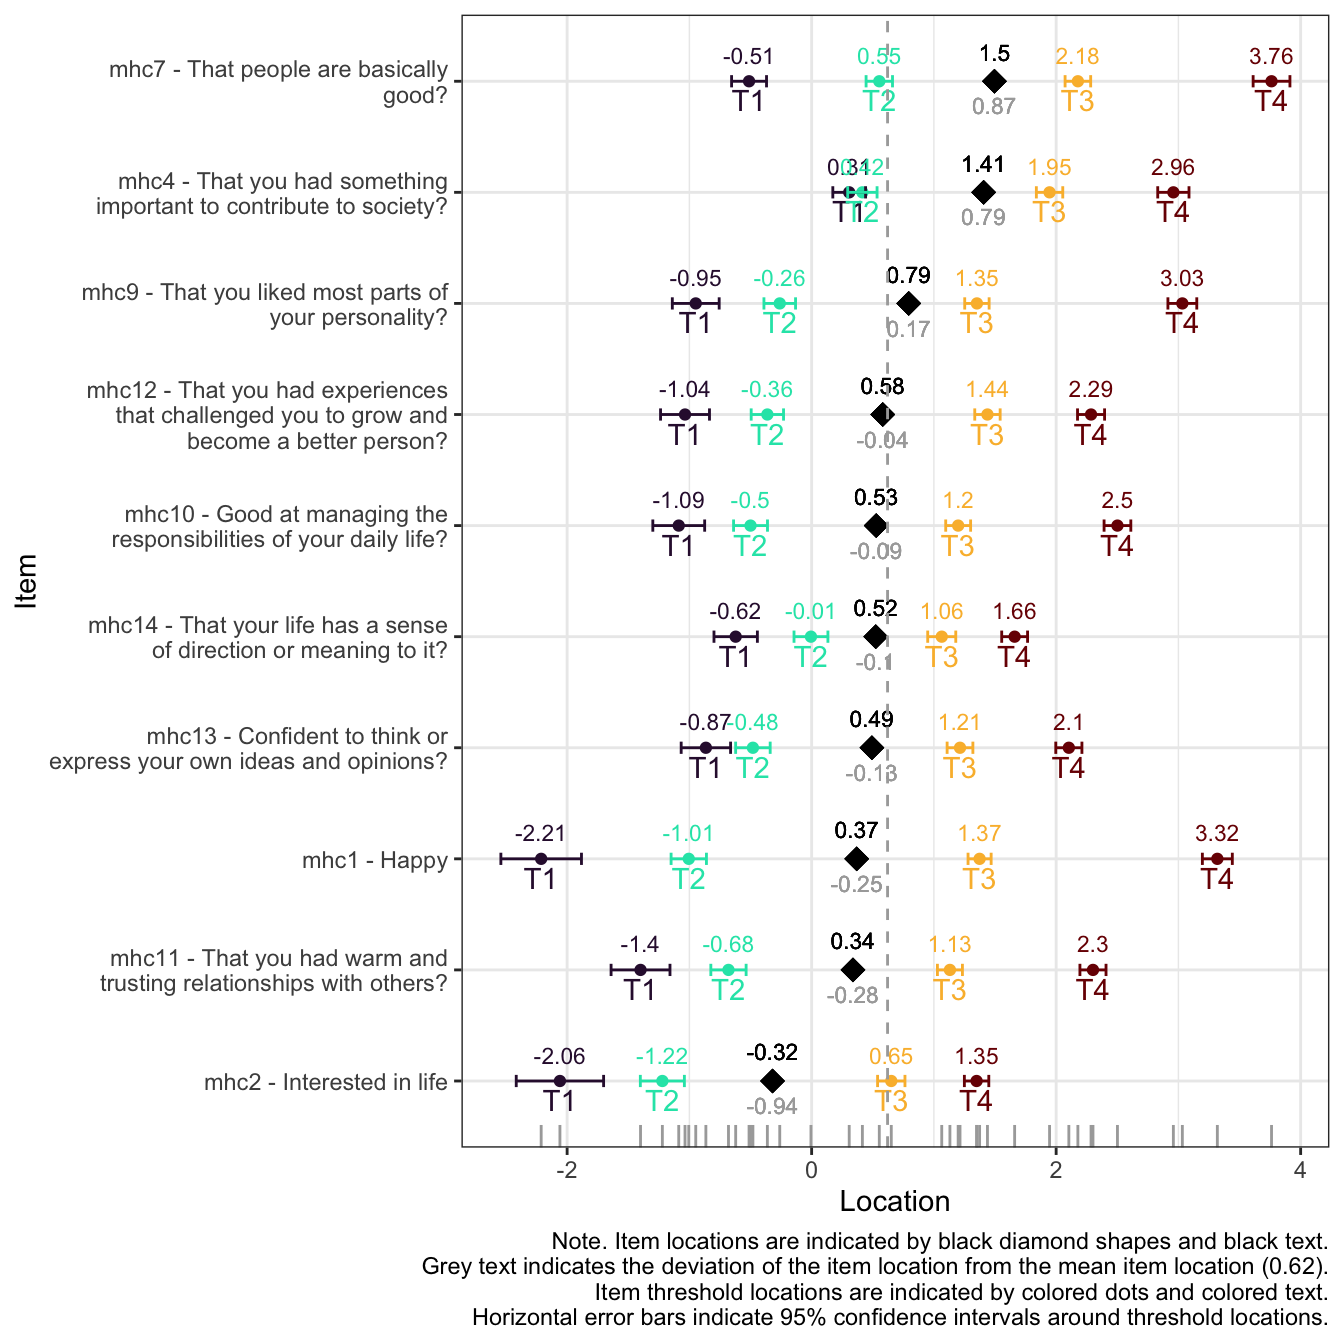 -0.51 0.55 1.5 2.18 3.76
mhc7 - That people are basically
good?
T1 T2 0.87 T3 T4
0.31 0.42 1.41 1.95 2.96
mhc4 - That you had something
important to contribute to society?
T1 T2 0.79 T3 T4
-0.95 -0.26 0.79 1.35 3.03
mhc9 - That you liked most parts of
your personality?
T1 T2 0.17 T3 T4
-1.04 -0.36 0.58 1.44 2.29
mhc12 - That you had experiences
that challenged you to grow and
become a better person?
T1 T2 -0.04 T3 T4
-1.09 -0.5 0.53 1.2 2.5
mhc10 - Good at managing the
responsibilities of your daily life?
T1 T2 -0.09 T3 T4
-0.62 -0.01 0.52 1.06 1.66
mhc14 - That your life has a sense
of direction or meaning to it?
T1 T2 -0.1 T3 T4
-0.87 -0.48 0.49 1.21 2.1
mhc13 - Confident to think or
express your own ideas and opinions?
T1 T2 -0.13 T3 T4
-2.21 -1.01 0.37 1.37 3.32
mhc1 - Happy
T1 T2 -0.25 T3 T4
-1.4 -0.68 0.34 1.13 2.3
mhc11 - That you had warm and
trusting relationships with others?
T1 T2 -0.28 T3 T4
-2.06 -1.22 -0.32 0.65 1.35
mhc2 - Interested in life
T1 T2 -0.94 T3 T4
Item
-2 0 2 4
Location
Note. Item locations are indicated by black diamond shapes and black text.
Grey text indicates the deviation of the item location from the mean item location (0.62).
Item threshold locations are indicated by colored dots and colored text.
Horizontal error bars indicate 95% confidence intervals around threshold locations.